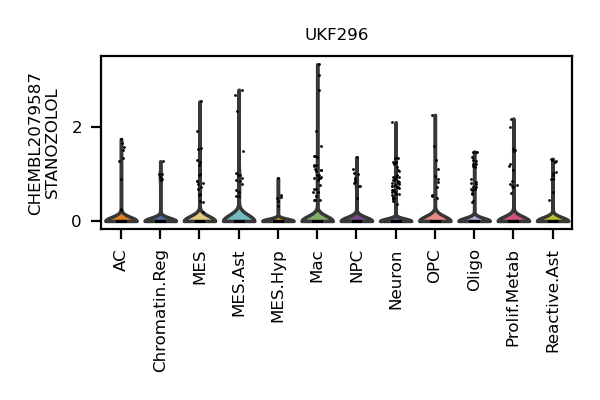 UKF296
CHEMBL2079587
STANOZOLOL
2
0
AC
Chromatin.Reg
MES
MES.Ast
MES.Hyp
Mac
NPC
Neuron
OPC
Oligo
Prolif.Metab
Reactive.Ast